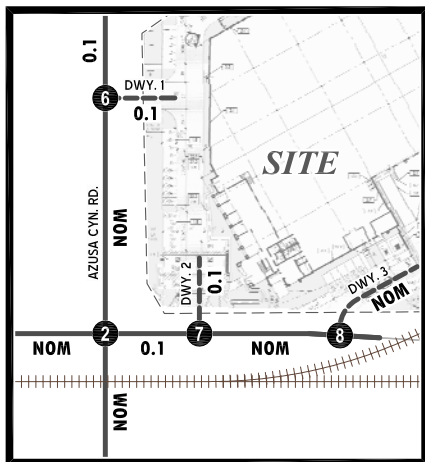 0.1
DWY. 1
6
0.1
SITE
AZUSA CYN. RD.
NOM
DWY. 2
0.1
DWY. 3
NOM
2
7
8
NOM
0.1
NOM
NOM